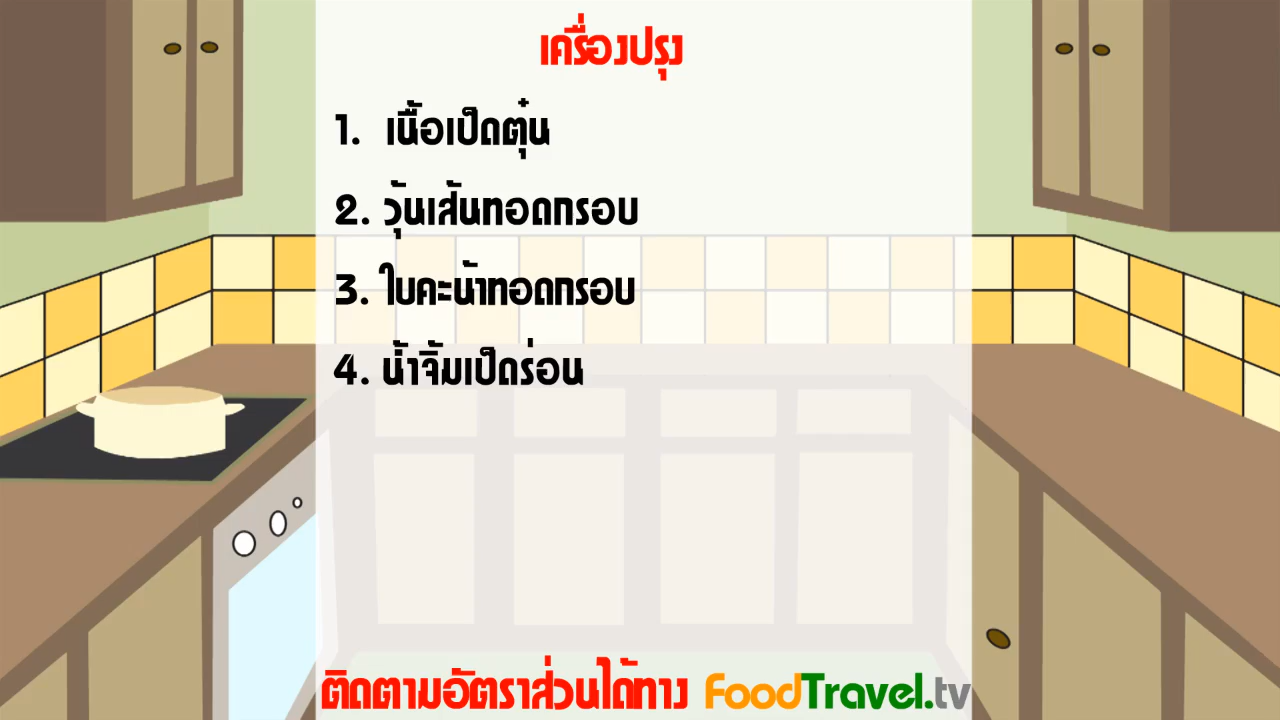 เครื่องปรุง
1. เนื้อเป็ดตุ๋น
2. วุ้นเส้นทอดกรอบ
3. ใบคะน้าทอดกรอบ
4. น้ำจิ้มเป็ดร่อน
ติดตามอัตราส่วนได้ทาง FoodTravel.tv